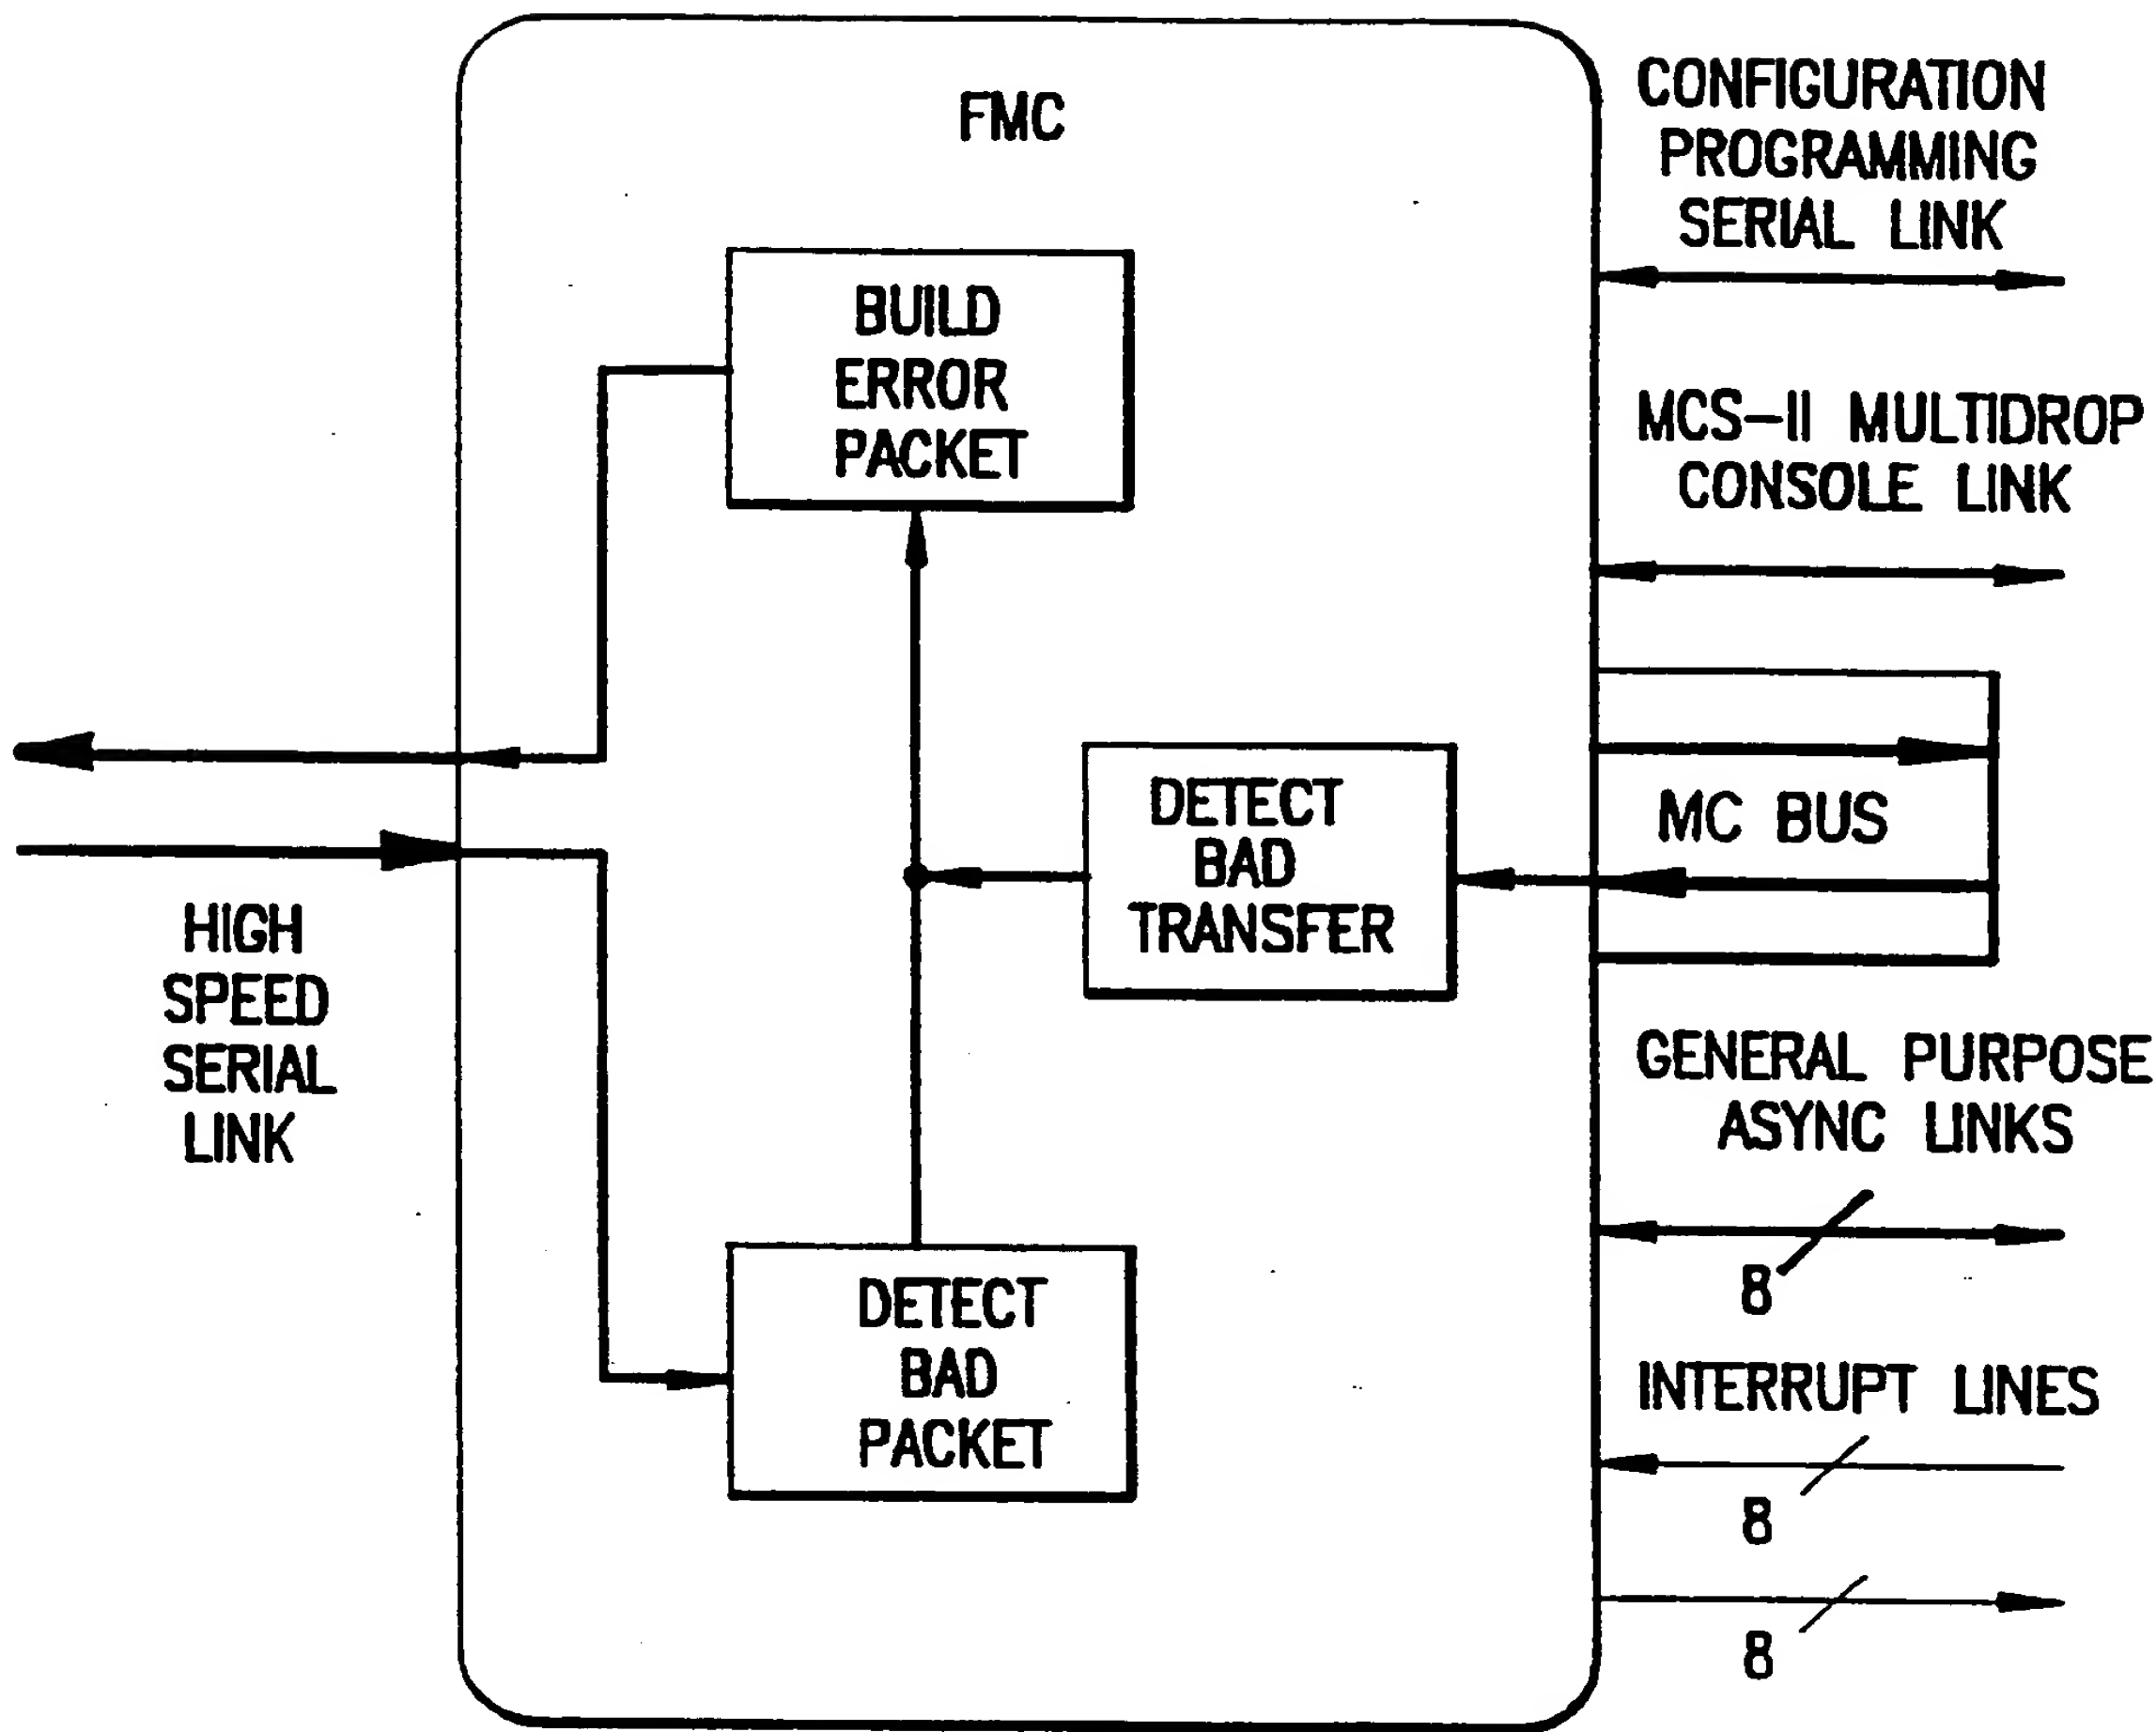 FMC
BUILD
ERROR
PACKET
DETECT
BAD
TRANSFER
DETECT
BAD
PACKET
HIGH
SPEED
SERIAL
LINK
CONFIGURATION
PROGRAMMING
SERIAL LINK
MCS-II MULTIDROP
CONSOLE LINK
MC BUS
GENERAL PURPOSE
ASYNC LINKS
8
INTERRUPT LINES
8
8